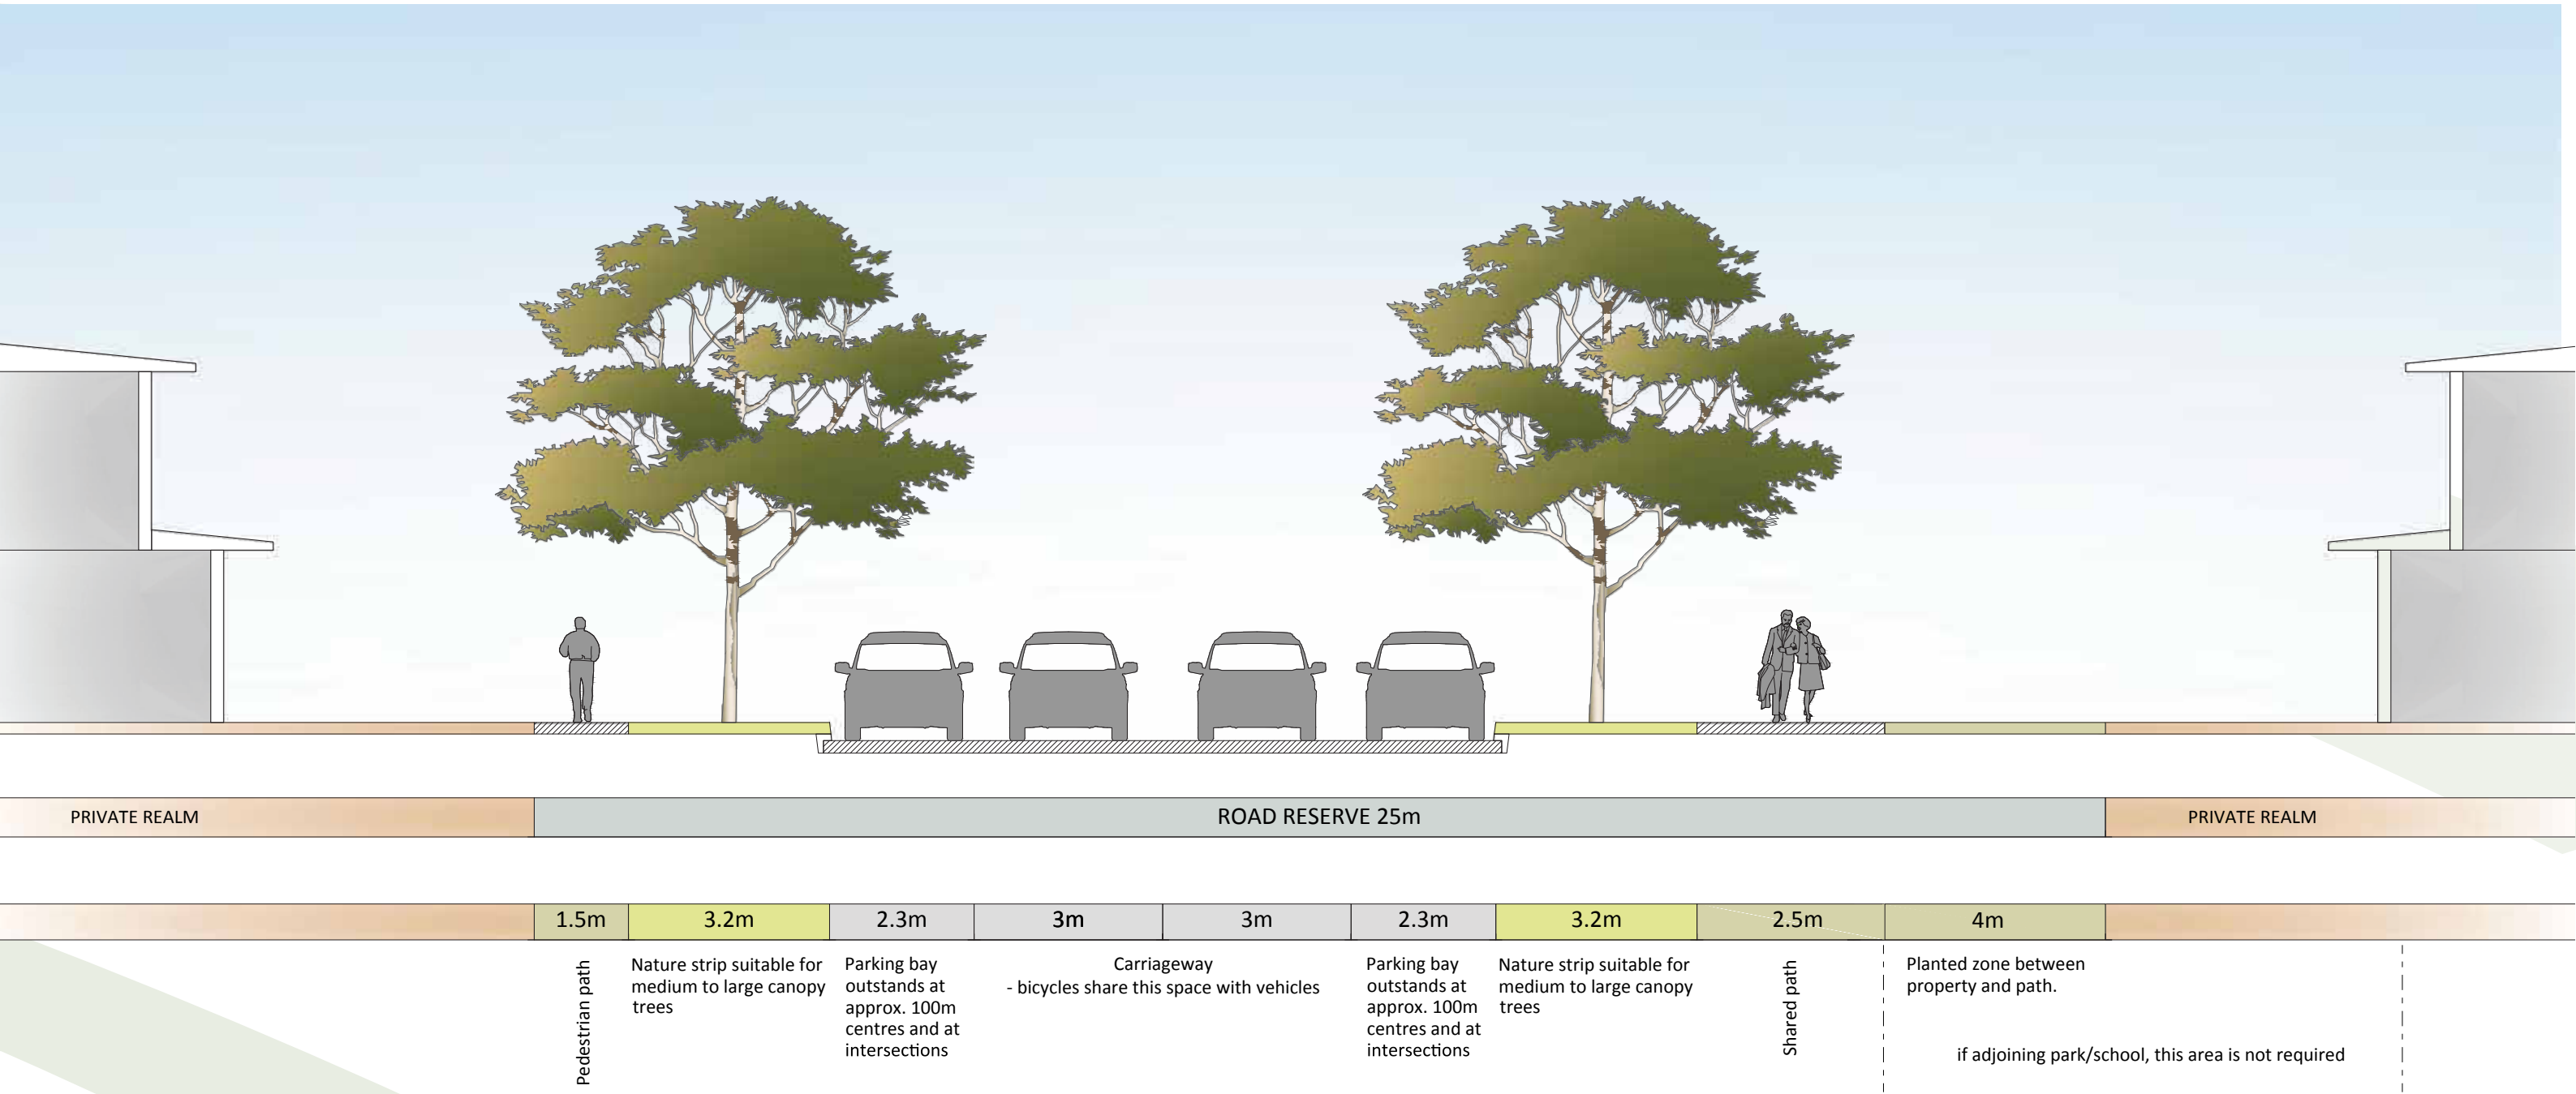 PRIVATE REALM
ROAD RESERVE 25m
PRIVATE REALM
1.5m
3.2m
2.3m
3m
3m
2.3m
3.2m
2.5m
4m
Pedestrian path
Nature strip suitable for
medium to large canopy
trees
Parking bay
outstands at
approx. 100m
centres and at
intersections
Carriageway
- bicycles share this space with vehicles
Parking bay
outstands at
approx. 100m
centres and at
intersections
Nature strip suitable for
medium to large canopy
trees
Shared path
Planted zone between
property and path.
if adjoining park/school, this area is not required